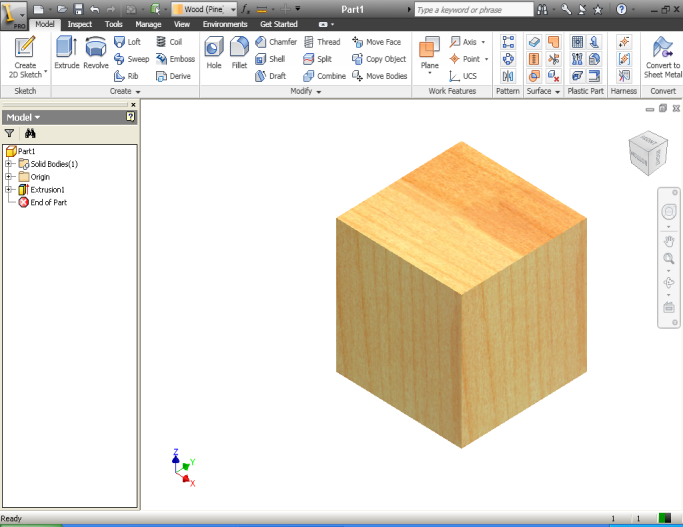 PRO
Wood (Pine)
Part1
Type a keyword or phrase
Model Inspect Tools Manage View Environments Get Started
Create 2D Sketch
Extrude Revolve
Loft Coil
Sweep Emboss
Rib Derive
Hole Fillet
Chamfer Thread Move Face
Shell Split Copy Object
Draft Combine Move Bodies
Plane
Axis
Point
UCS
Convert to
Sheet Metal
Sketch Create Modify Work Features Pattern Surface Plastic Part Harness Convert
Model
Part1
Solid Bodies(1)
Origin
Extrusion1
End of Part
FRONT
Z
Y
X
Ready 1 1